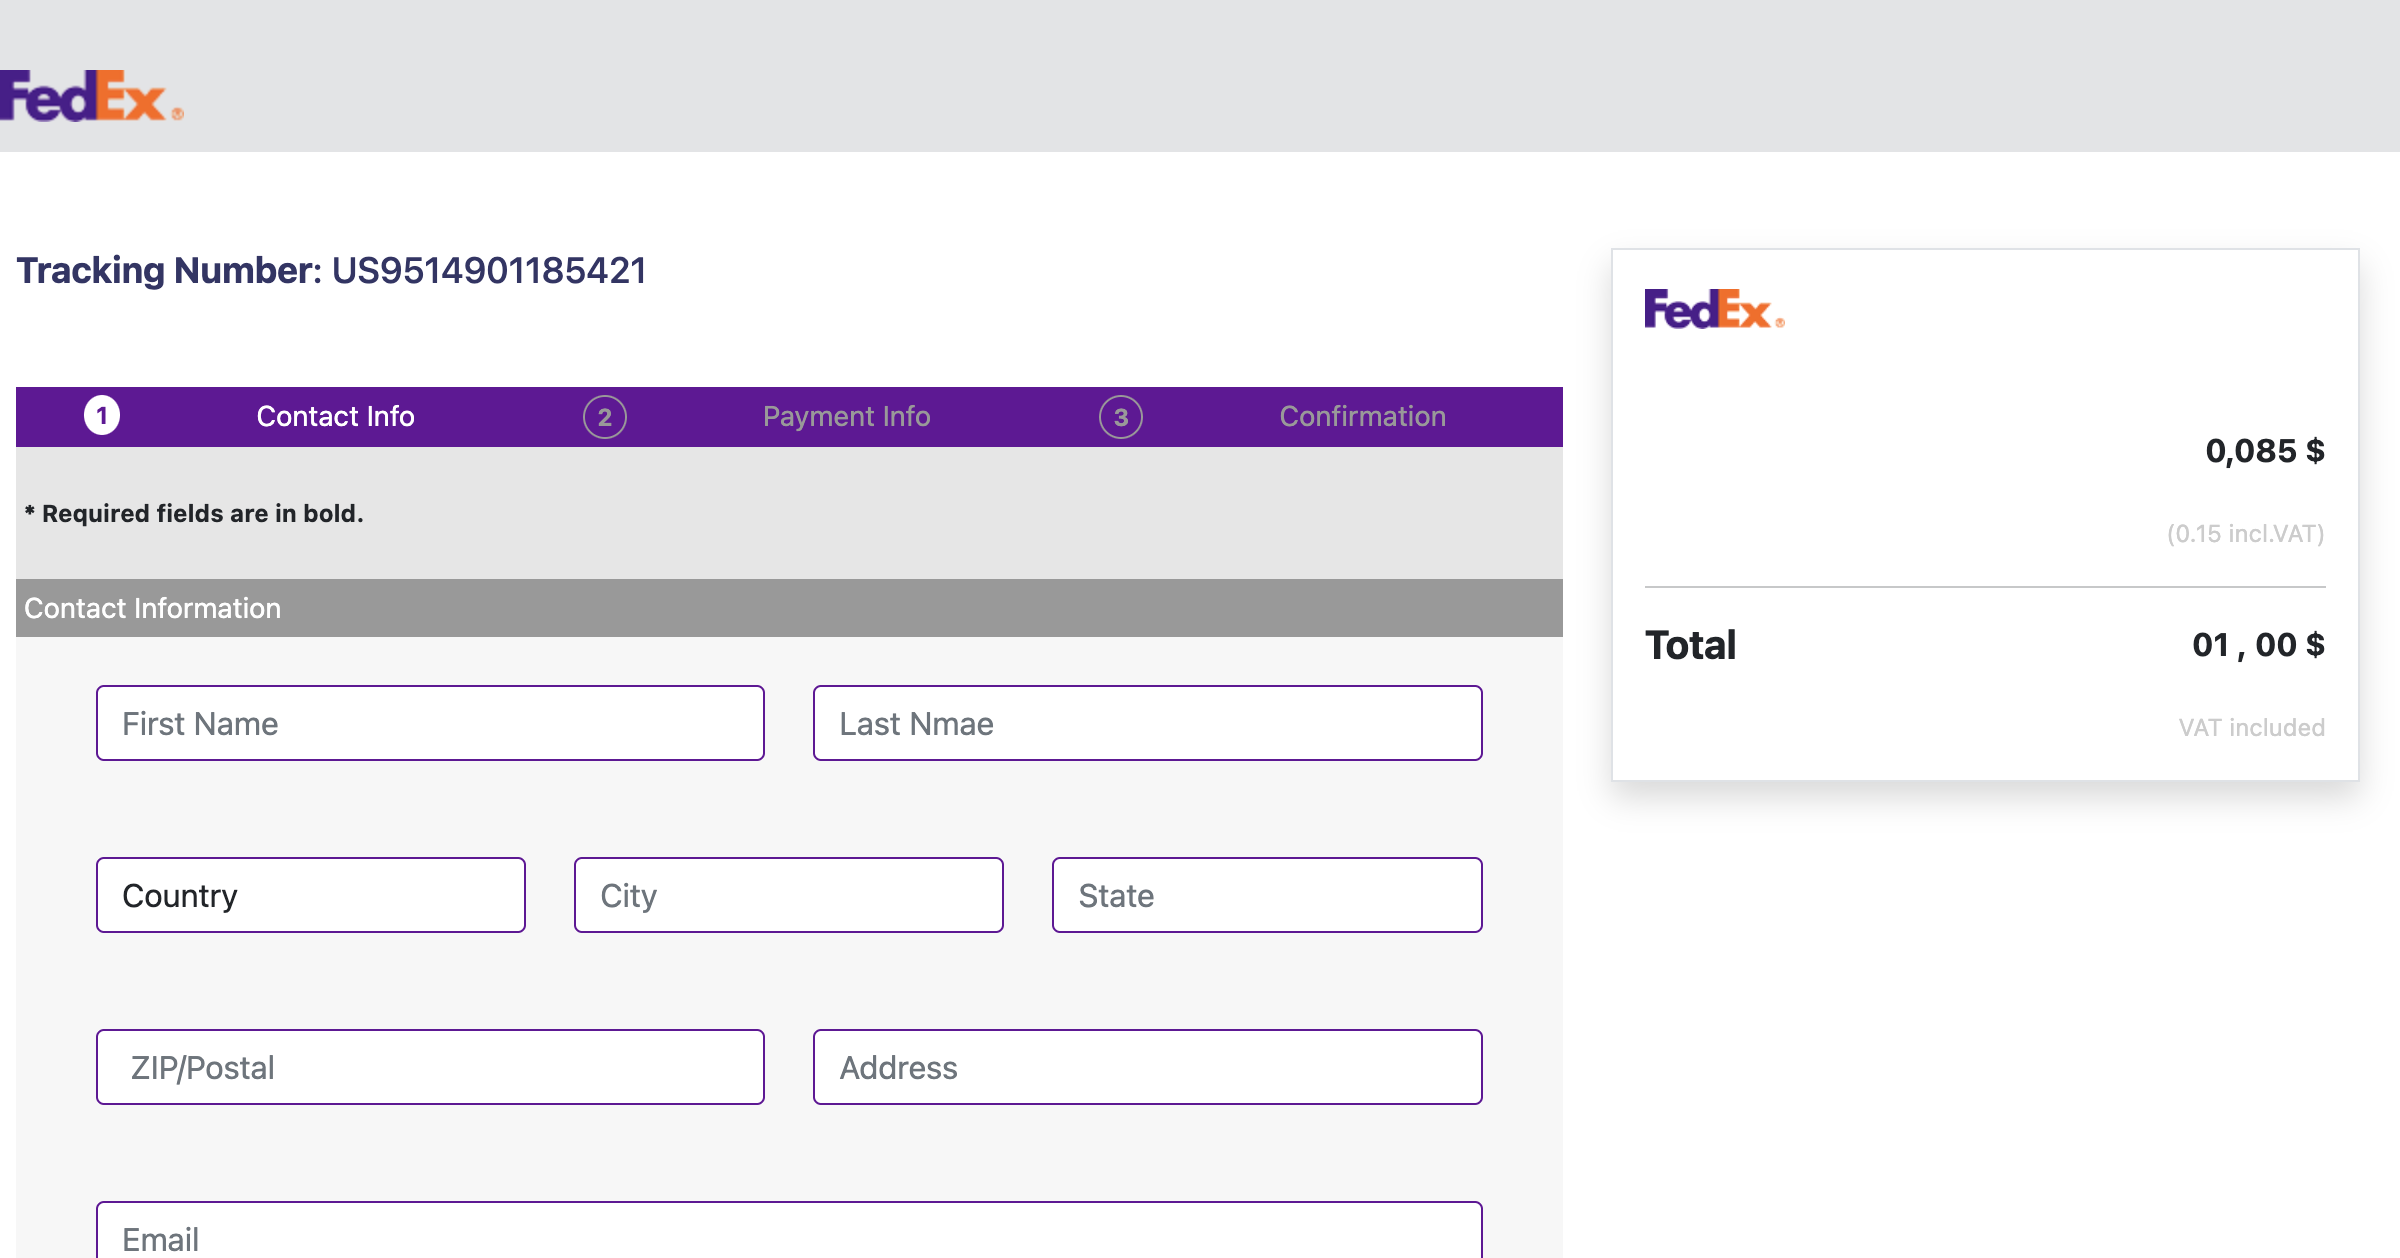 FedEx®
Tracking Number: US9514901185421
1 Contact Info 2 Payment Info 3 Confirmation
* Required fields are in bold.
Contact Information
First Name Last Nmae
Country City State
ZIP/Postal Address
Email
FedEx®
0,085 $
(0.15 incl.VAT)
Total 01 , 00 $
VAT included